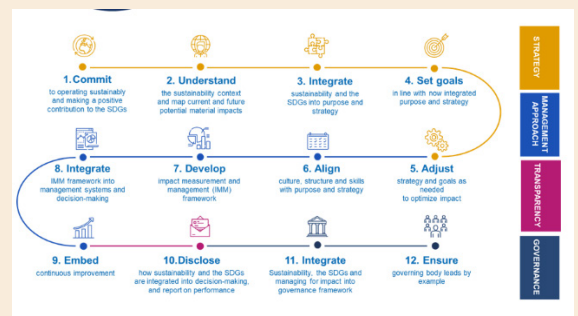 1.Commit
to operating sustainably
and making a positive
contribution to the SDGs
2. Understand
the sustainability context
and map current and future
potential material impacts
3. Integrate
sustainability and the
SDGs into purpose and
strategy
4. Set goals
in line with now integrated
purpose and strategy
STRATEGY
8. Integrate
IMM framework into
management systems and
decision-making
7. Develop
impact measurement and
management (IMM)
framework
6. Align
culture, structure and skills
with purpose and strategy
5. Adjust
strategy and goals as
needed
to optimize impact
MANAGEMENT
APPROACH
TRANSPARENCY
9. Embed
continuous improvement
10.Disclose
how sustainability and the SDGs
are integrated into decision-making,
and report on performance
11. Integrate
Sustainability, the SDGs and
managing for impact into
governance framework
12. Ensure
governing body leads by
example
GOVERNANCE